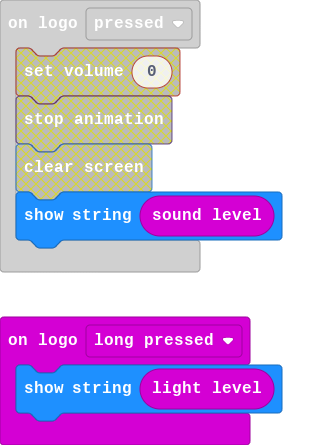 on logo pressed
set volume 0
stop animation
clear screen
show string sound level
on logo long pressed
show string light level